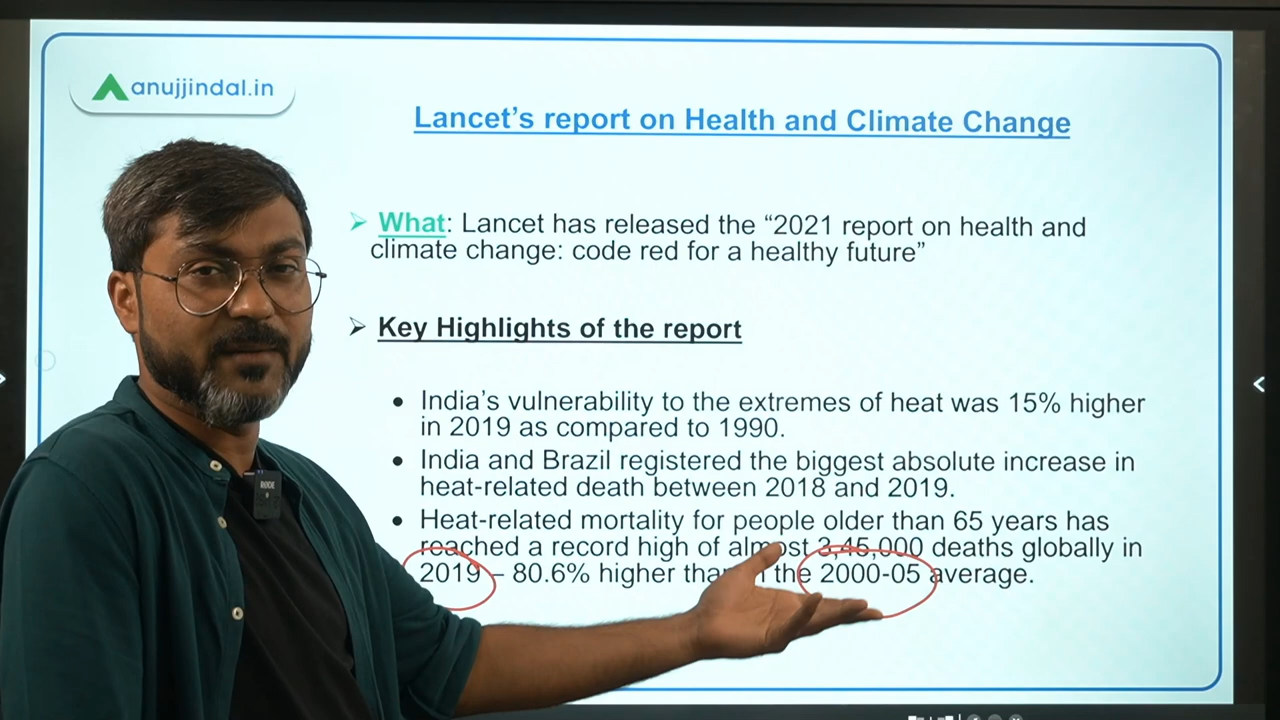 anujjindal.in
Lancet's report on Health and Climate Change
➢ What: Lancet has released the “2021 report on health and
climate change: code red for a healthy future”
➢ Key Highlights of the report
• India’s vulnerability to the extremes of heat was 15% higher
in 2019 as compared to 1990.
• India and Brazil registered the biggest absolute increase in
heat-related death between 2018 and 2019.
• Heat-related mortality for people older than 65 years has
reached a record high of almost 3,45,000 deaths globally in
2019 – 80.6% higher than the 2000-05 average.